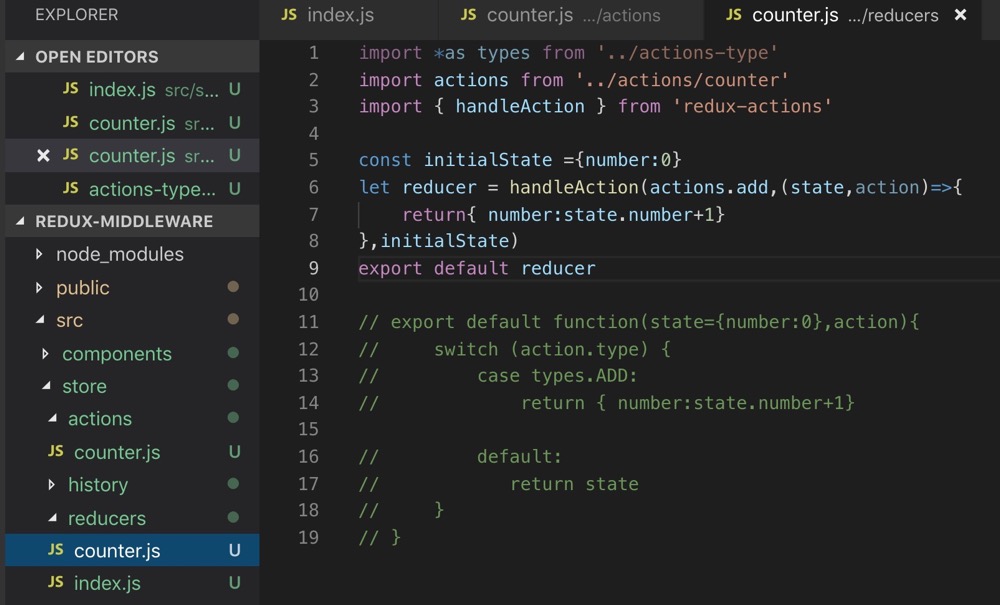 EXPLORER
OPEN EDITORS
JS index.js src/s... U
JS counter.js sr... U
JS counter.js sr... U
JS actions-type... U
REDUX-MIDDLEWARE
node_modules
public
src
components
store
actions
JS counter.js U
history
reducers
JS counter.js U
JS index.js U
JS index.js
JS counter.js .../actions
JS counter.js .../reducers
1 import *as types from '../actions-type'
2 import actions from '../actions/counter'
3 import { handleAction } from 'redux-actions'
4
5 const initialState ={number:0}
6 let reducer = handleAction(actions.add,(state,action)=>{
7     return{ number:state.number+1}
8 },initialState)
9 export default reducer
10
11 // export default function(state={number:0},action){
12 //     switch (action.type) {
13 //         case types.ADD:
14 //             return { number:state.number+1}
15
16 //         default:
17 //            return state
18 //     }
19 // }